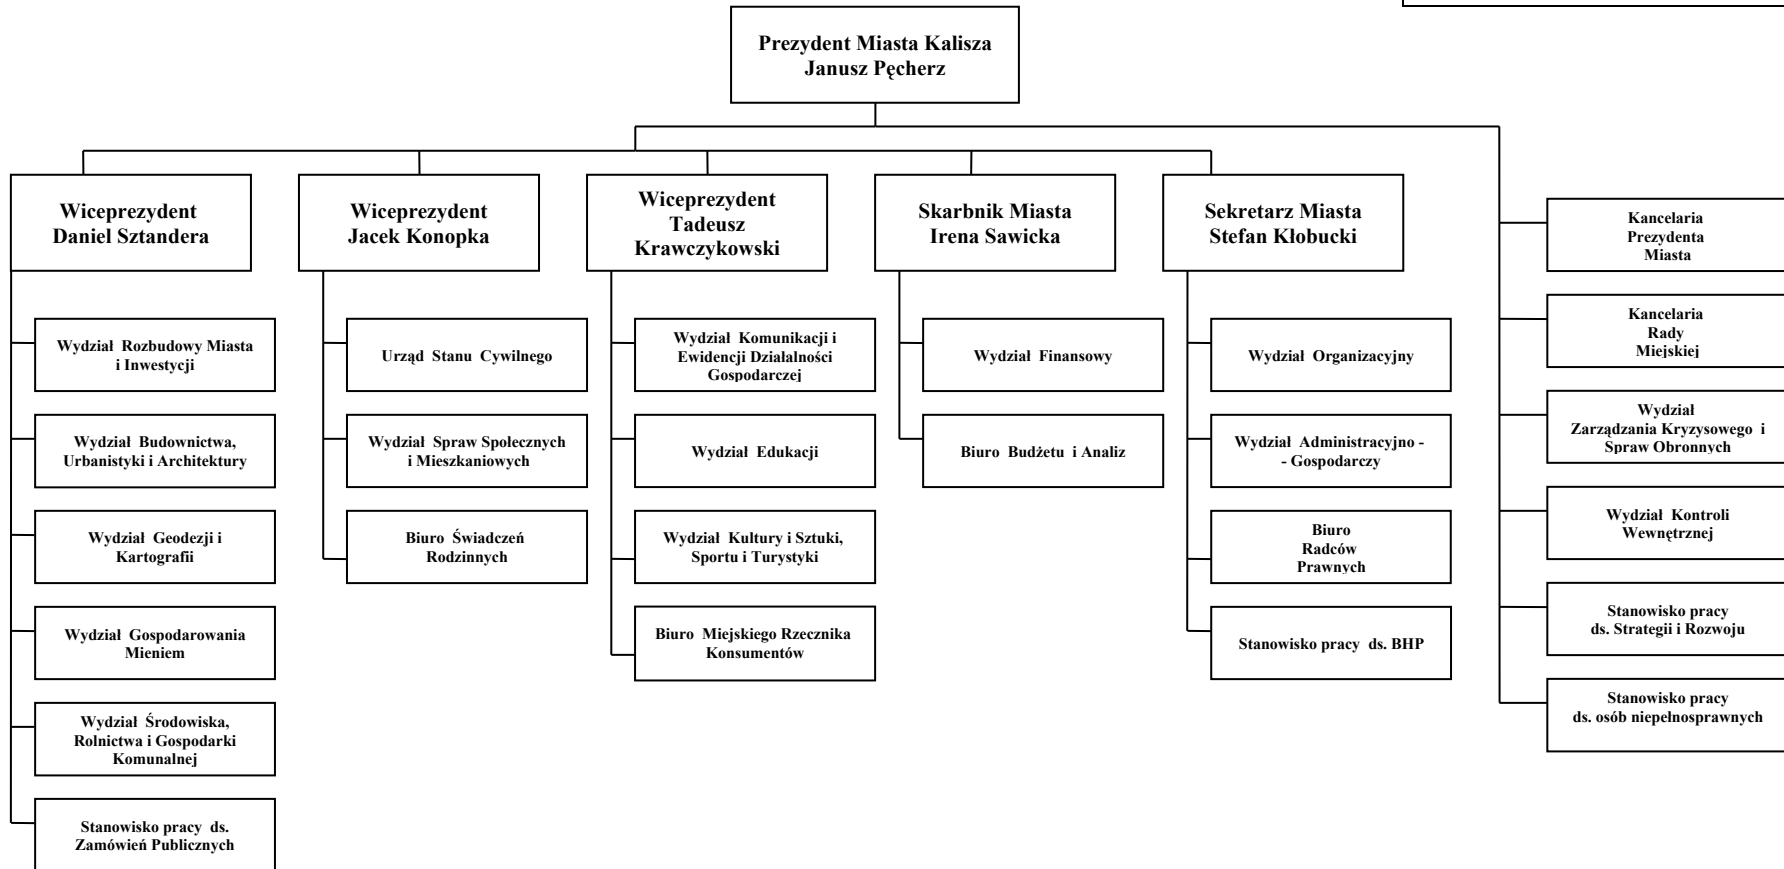 Prezydent Miasta Kalisza
Janusz Pęcherz
Wiceprezydent
Daniel Sztandera
Wydział Rozbudowy Miasta
i Inwestycji
Wydział Budownictwa,
Urbanistyki i Architektury
Wydział Geodezji i
Kartografii
Wydział Gospodarowania
Mieniem
Wydział Środowiska,
Rolnictwa i Gospodarki
Komunalnej
Stanowisko pracy ds.
Zamówień Publicznych
Wiceprezydent
Jacek Konopka
Urząd Stanu Cywilnego
Wydział Spraw Społecznych
i Mieszkaniowych
Biuro Świadczeń
Rodzinnych
Wiceprezydent
Tadeusz
Krawczykowski
Wydział Komunikacji i
Ewidencji Działalności
Gospodarczej
Wydział Edukacji
Wydział Kultury i Sztuki,
Sportu i Turystyki
Biuro Miejskiego Rzecznika
Konsumentów
Skarbnik Miasta
Irena Sawicka
Wydział Finansowy
Biuro Budżetu i Analiz
Sekretarz Miasta
Stefan Kłobucki
Wydział Organizacyjny
Wydział Administracyjno -
- Gospodarczy
Biuro
Radców
Prawnych
Stanowisko pracy ds. BHP
Kancelaria
Prezydenta
Miasta
Kancelaria
Rady
Miejskiej
Wydział
Zarządzania Kryzysowego i
Spraw Obronnych
Wydział Kontroli
Wewnętrznej
Stanowisko pracy
ds. Strategii i Rozwoju
Stanowisko pracy
ds. osób niepełnosprawnych